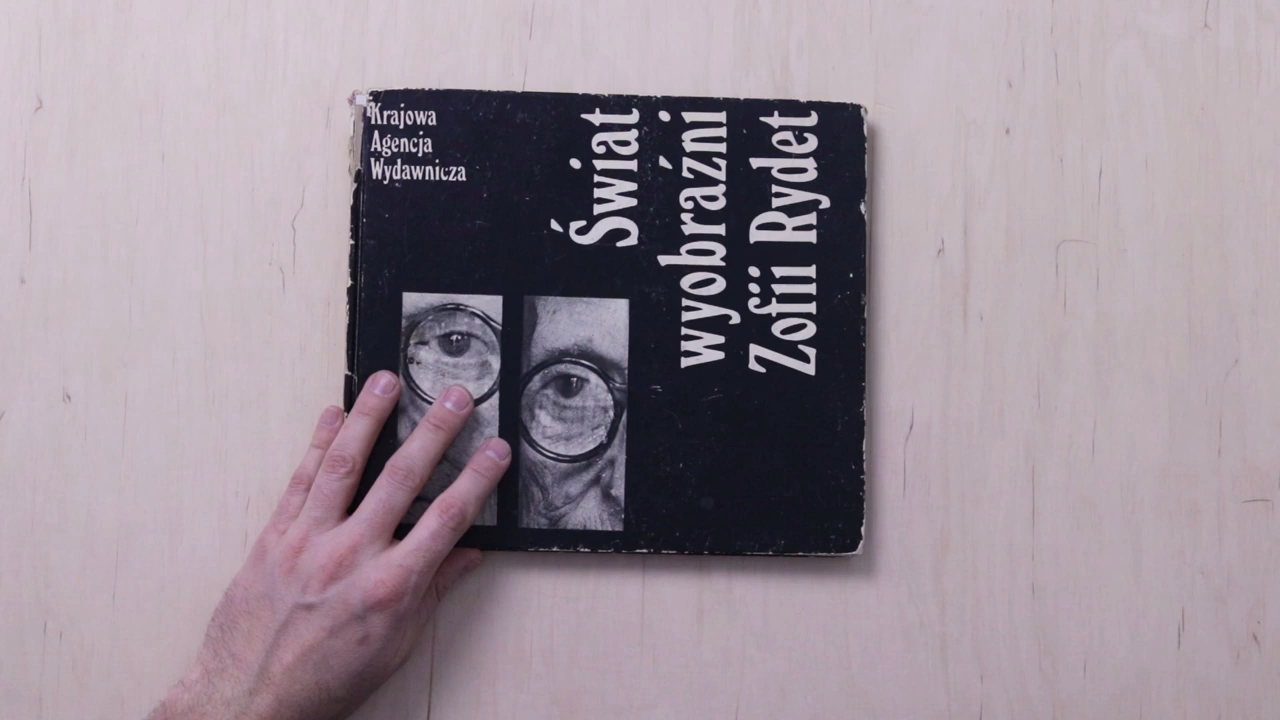 Krajowa
Agencja
Wydawnicza
Świat
wyobraźni
Zofii Rydet